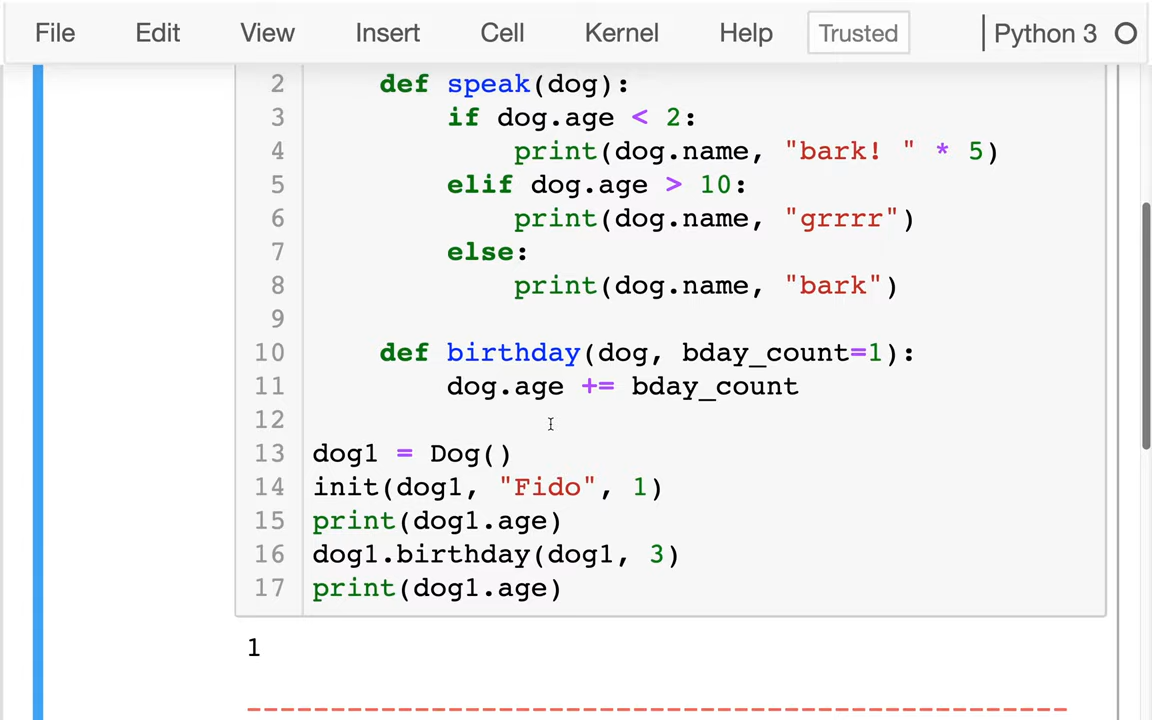 File Edit View Insert Cell Kernel Help Trusted Python 3
2 def speak(dog):
3 if dog.age < 2:
4 print(dog.name, "bark! " * 5)
5 elif dog.age > 10:
6 print(dog.name, "grrrr")
7 else:
8 print(dog.name, "bark")
9
10 def birthday(dog, bday_count=1):
11 dog.age += bday_count
12
13 dog1 = Dog()
14 init(dog1, "Fido", 1)
15 print(dog1.age)
16 dog1.birthday(dog1, 3)
17 print(dog1.age)
1